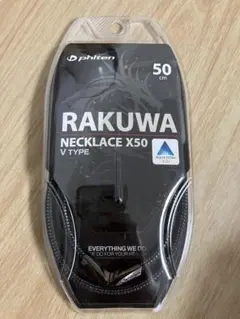 phiten
50
cm
RAKUWA
NECKLACE X50
V TYPE
EVERYTHING WE DO